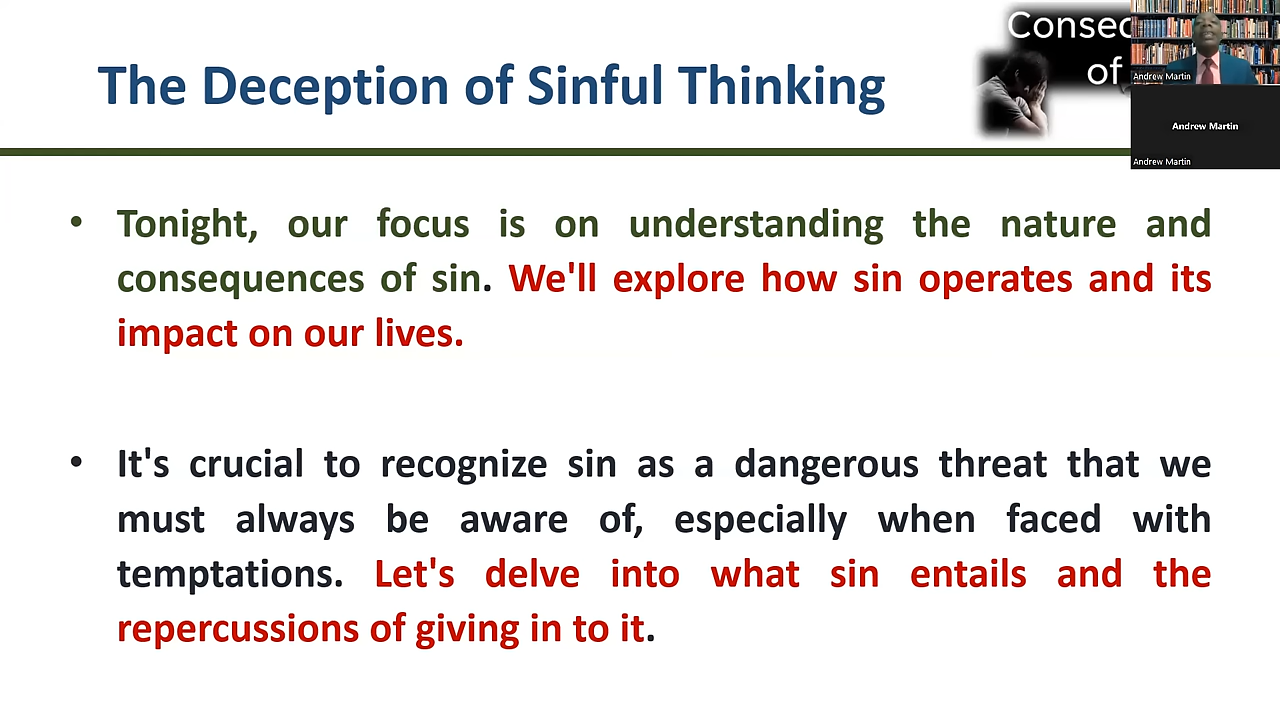 The Deception of Sinful Thinking
Conseq
of
Andrew Martin
Andrew Martin
Andrew Martin
• Tonight, our focus is on understanding the nature and
consequences of sin. We'll explore how sin operates and its
impact on our lives.
• It's crucial to recognize sin as a dangerous threat that we
must always be aware of, especially when faced with
temptations. Let's delve into what sin entails and the
repercussions of giving in to it.